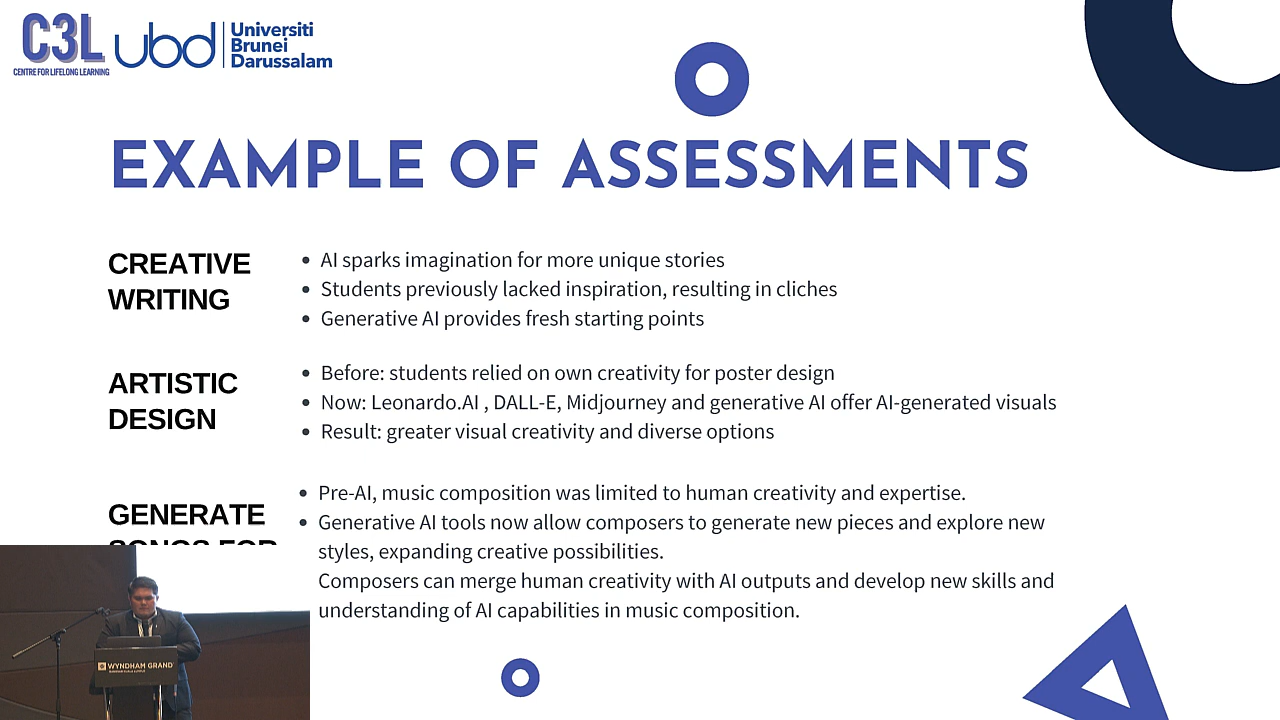 C3L
CENTRE FOR LIFELONG LEARNING
ubd
Universiti
Brunei
Darussalam
EXAMPLE OF ASSESSMENTS
CREATIVE
WRITING
• AI sparks imagination for more unique stories
• Students previously lacked inspiration, resulting in cliches
• Generative AI provides fresh starting points
ARTISTIC
DESIGN
• Before: students relied on own creativity for poster design
• Now: Leonardo.AI , DALL-E, Midjourney and generative AI offer AI-generated visuals
• Result: greater visual creativity and diverse options
GENERATE
SONGS FOR
• Pre-AI, music composition was limited to human creativity and expertise.
• Generative AI tools now allow composers to generate new pieces and explore new
styles, expanding creative possibilities.
Composers can merge human creativity with AI outputs and develop new skills and
understanding of AI capabilities in music composition.
WYNDHAM GRAND